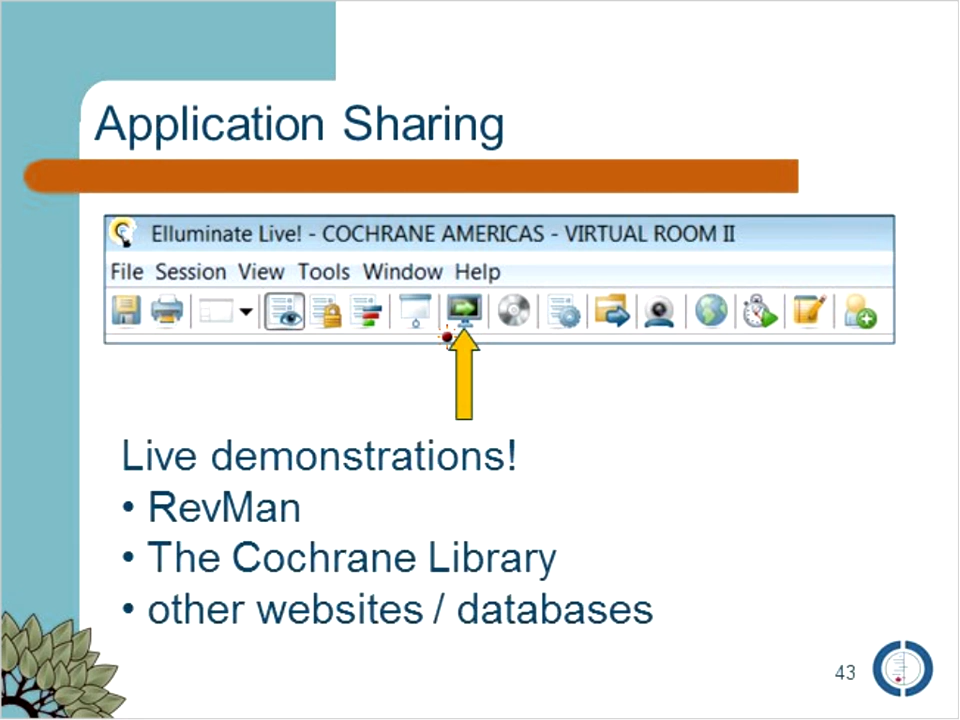 Application Sharing
Elluminate Live! - COCHRANE AMERICAS - VIRTUAL ROOM II
File Session View Tools Window Help
Live demonstrations!
• RevMan
• The Cochrane Library
• other websites / databases
43